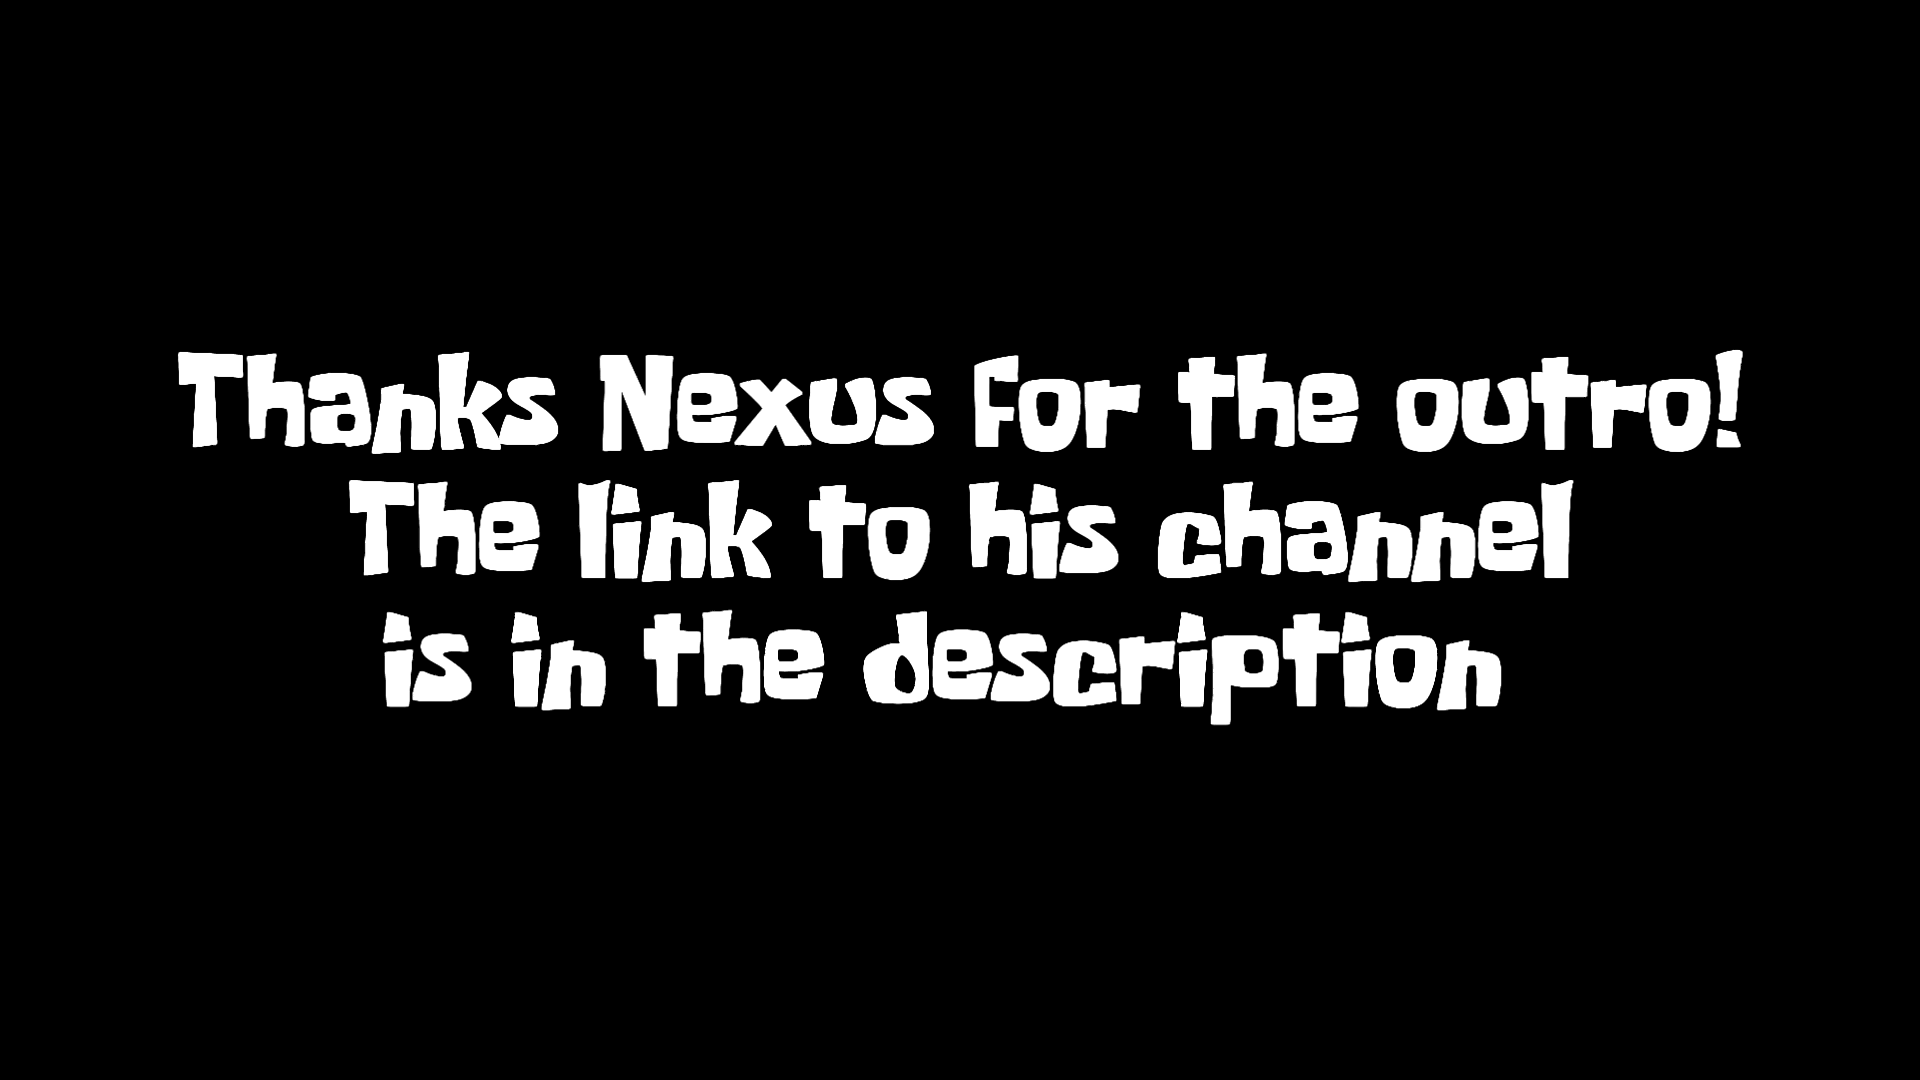 Thanks Nexus for the outro!
The link to his channel
is in the description